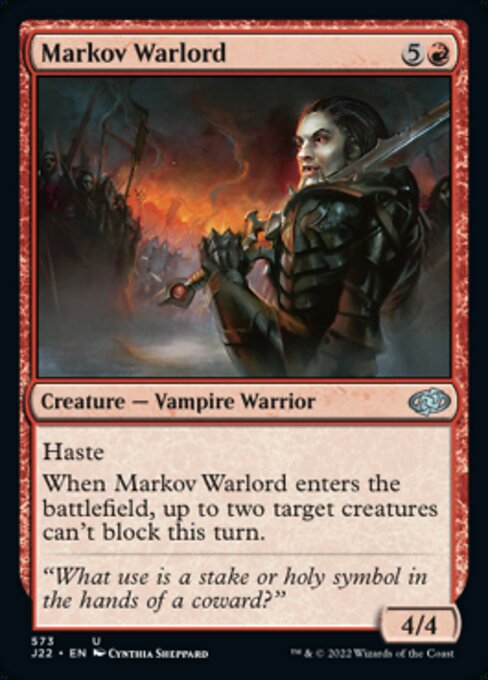 Markov Warlord 5
Creature — Vampire Warrior
Haste
When Markov Warlord enters the
battlefield, up to two target creatures
can't block this turn.
"What use is a stake or holy symbol in
the hands of a coward?"
4/4
573 U
J22 • EN Cynthia Sheppard ™ & © 2022 Wizards of the Coast